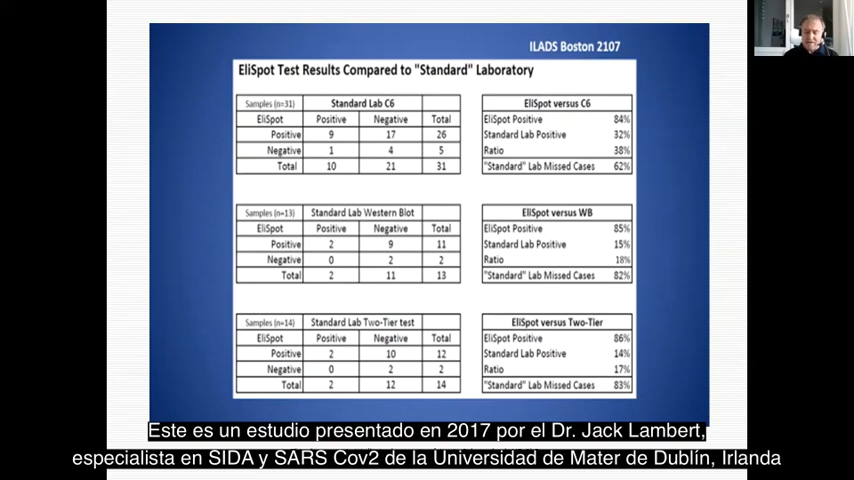 ILADS Boston 2107
EliSpot Test Results Compared to "Standard" Laboratory
Samples (n=31) Standard Lab C6
EliSpot Positive Negative Total
Positive 9 17 26
Negative 1 4 5
Total 10 21 31
EliSpot versus C6
EliSpot Positive 84%
Standard Lab Positive 32%
Ratio 38%
"Standard" Lab Missed Cases 62%
Samples (n=13) Standard Lab Western Blot
EliSpot Positive Negative Total
Positive 2 9 11
Negative 0 2 2
Total 2 11 13
EliSpot versus WB
EliSpot Positive 85%
Standard Lab Positive 15%
Ratio 18%
"Standard" Lab Missed Cases 82%
Samples (n=14) Standard Lab Two-Tier test
EliSpot Positive Negative Total
Positive 2 10 12
Negative 0 2 2
Total 2 12 14
EliSpot versus Two-Tier
EliSpot Positive 86%
Standard Lab Positive 14%
Ratio 17%
"Standard" Lab Missed Cases 83%
Este es un estudio presentado en 2017 por el Dr. Jack Lambert,
especialista en SIDA y SARS Cov2 de la Universidad de Mater de Dublín, Irlanda